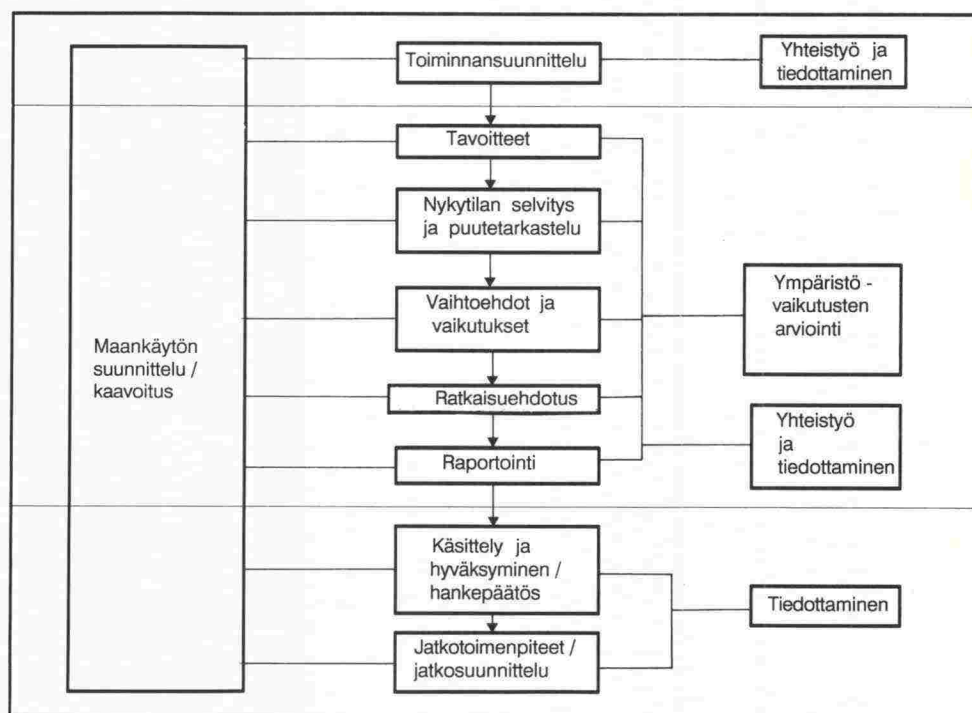 Toiminnansuunnittelu
Yhteistyö ja
tiedottaminen
Tavoitteet
Nykytilan selvitys
ja puutetarkastelu
Vaihtoehdot ja
vaikutukset
Ympäristö -
vaikutusten
arviointi
Maankäytön
suunnittelu /
kaavoitus
Ratkaisuehdotus
Yhteistyö
ja
tiedottaminen
Raportointi
Käsittely ja
hyväksyminen /
hankepäätös
Tiedottaminen
Jatkotoimenpiteet /
jatkosuunnittelu